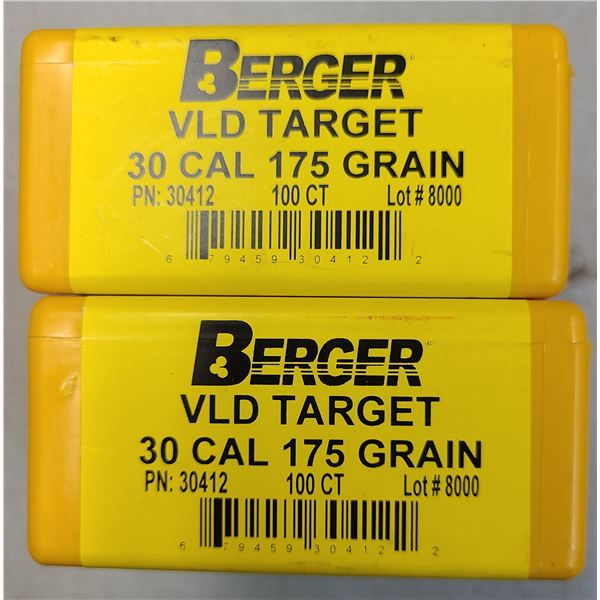 BERGER
VLD TARGET
30 CAL 175 GRAIN
PN: 30412 100 CT Lot # 8000
6 79459 30412 2
BERGER
VLD TARGET
30 CAL 175 GRAIN
PN: 30412 100 CT Lot # 8000
6 79459 30412 2